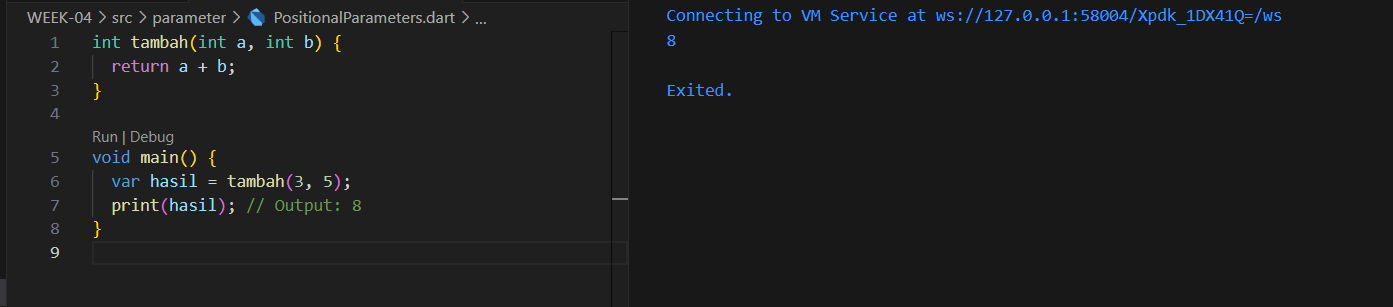 WEEK-04 > src > parameter > PositionalParameters.dart > ...
1 int tambah(int a, int b) {
2   return a + b;
3 }
4
Run | Debug
5 void main() {
6   var hasil = tambah(3, 5);
7   print(hasil); // Output: 8
8 }
9
Connecting to VM Service at ws://127.0.0.1:58004/Xpdk_1DX41Q=/ws
8
Exited.